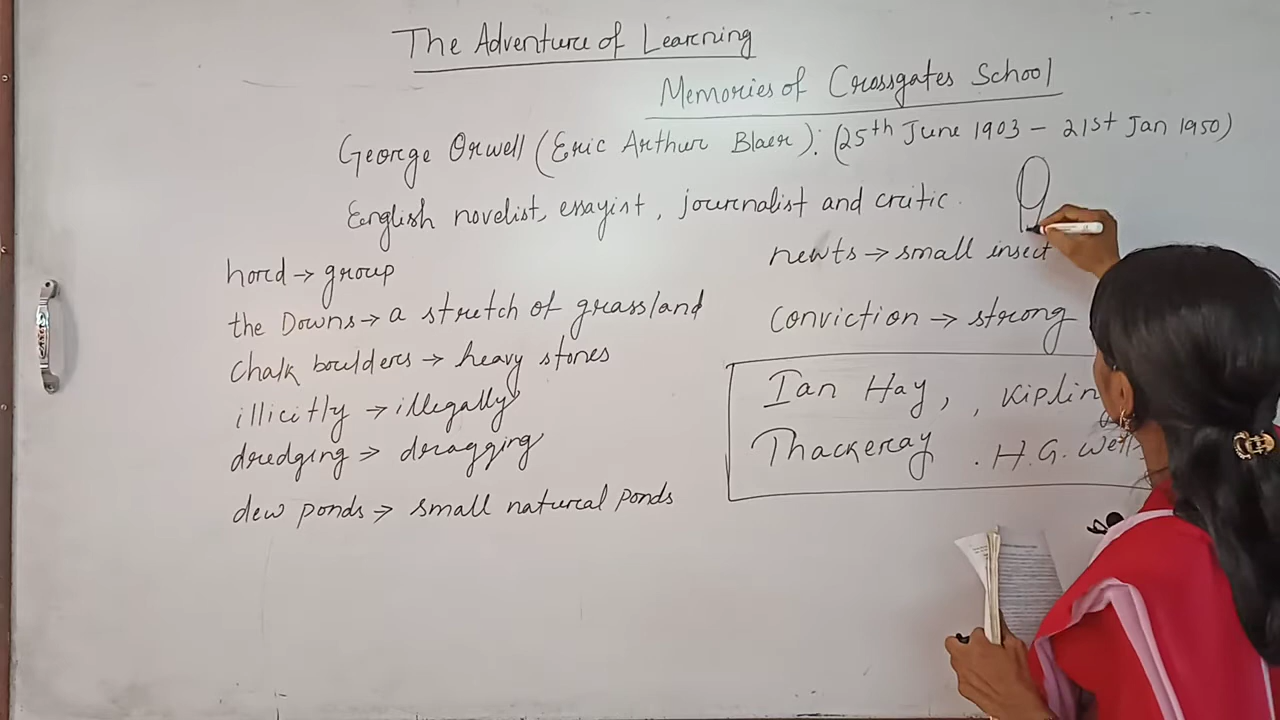 The Adventure of Learning
Memories of Crossgates School
George Orwell (Eric Arthur Blaer): (25th June 1903 - 21st Jan 1950)
English novelist, essayist, journalist and critic.
hord → group
the Downs → a stretch of grassland
chalk boulders → heavy stones
illicitly → illegally
dredging → dragging
dew ponds → small natural ponds
newts → small insect
conviction → strong
Ian Hay, , Kipling
Thackeray . H.G. Wells